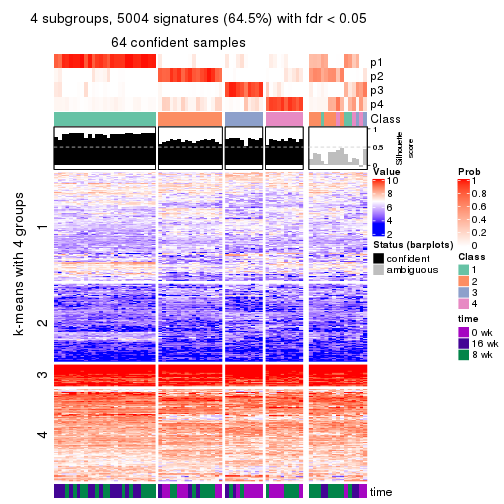 4 subgroups, 5004 signatures (64.5%) with fdr < 0.05
64 confident samples
p1
p2
p3
p4
Class
1
0.5
0
Silhouette
score
k-means with 4 groups
1
2
3
4
time
Value
10
8
6
4
2
Status (barplots)
confident
ambiguous
Prob
1
0.8
0.6
0.4
0.2
0
Class
1
2
3
4
time
0 wk
16 wk
8 wk